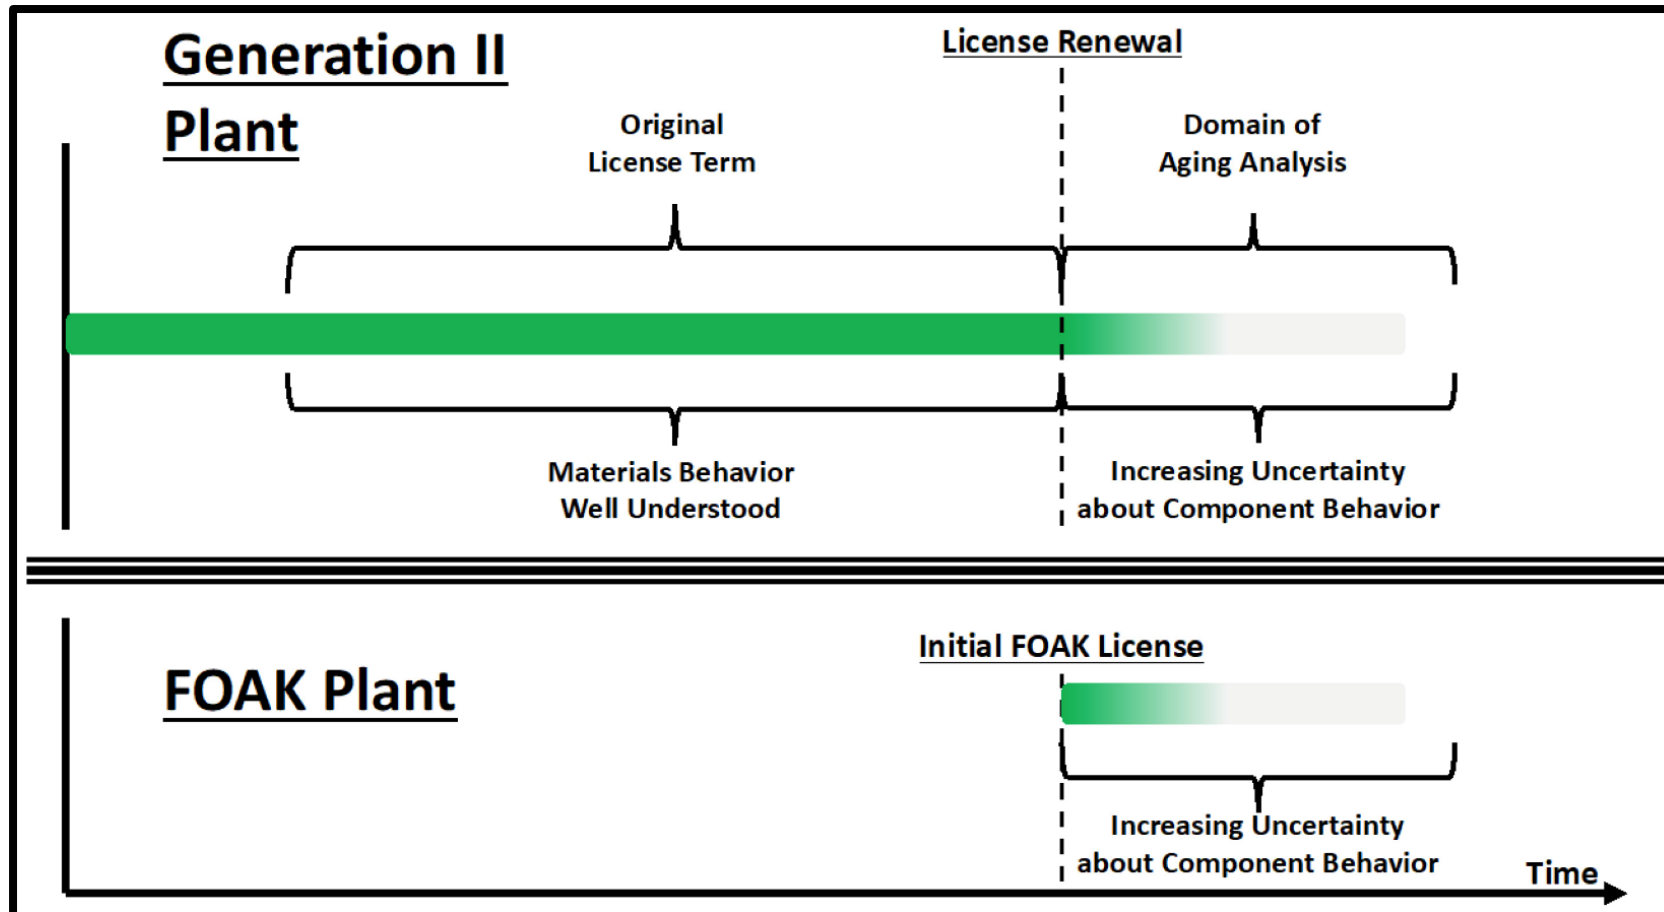 Generation II
Plant
License Renewal
Original
License Term
Domain of
Aging Analysis
Materials Behavior
Well Understood
Increasing Uncertainty
about Component Behavior
FOAK Plant
Initial FOAK License
Increasing Uncertainty
about Component Behavior
Time